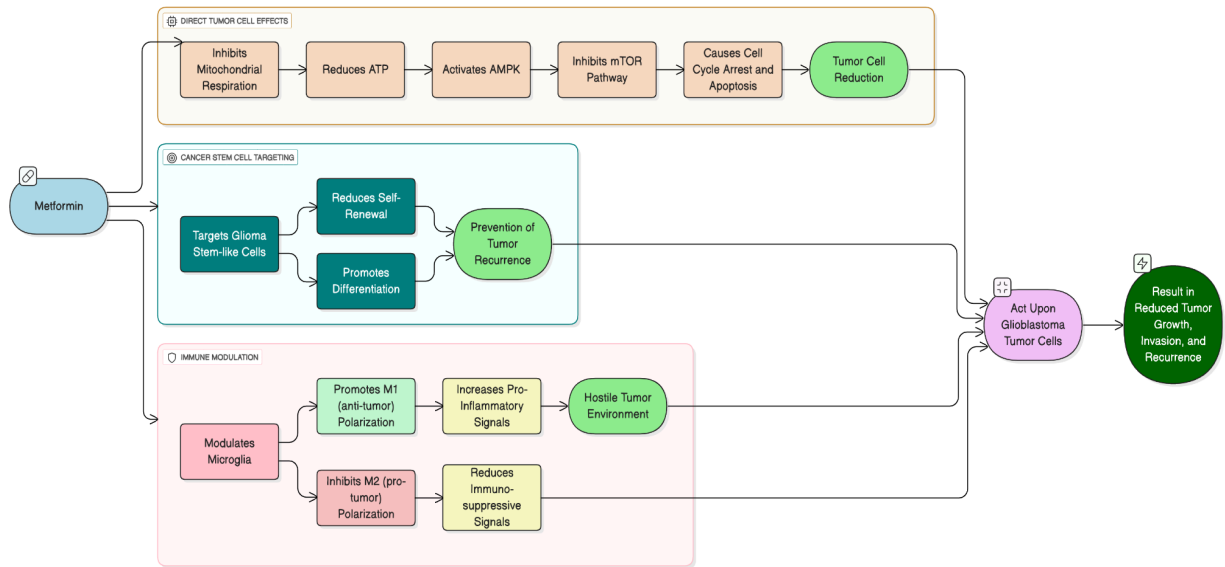 DIRECT TUMOR CELL EFFECTS
Inhibits
Mitochondrial
Respiration
Reduces ATP
Activates AMPK
Inhibits mTOR
Pathway
Causes Cell
Cycle Arrest and
Apoptosis
Tumor Cell
Reduction
CANCER STEM CELL TARGETING
Metformin
Targets Glioma
Stem-like Cells
Reduces Self-
Renewal
Promotes
Differentiation
Prevention of
Tumor
Recurrence
IMMUNE MODULATION
Modulates
Microglia
Promotes M1
(anti-tumor)
Polarization
Increases Pro-
Inflammatory
Signals
Hostile Tumor
Environment
Inhibits M2 (pro-
tumor)
Polarization
Reduces
Immuno-
suppressive
Signals
Act Upon
Glioblastoma
Tumor Cells
Result in
Reduced Tumor
Growth,
Invasion, and
Recurrence